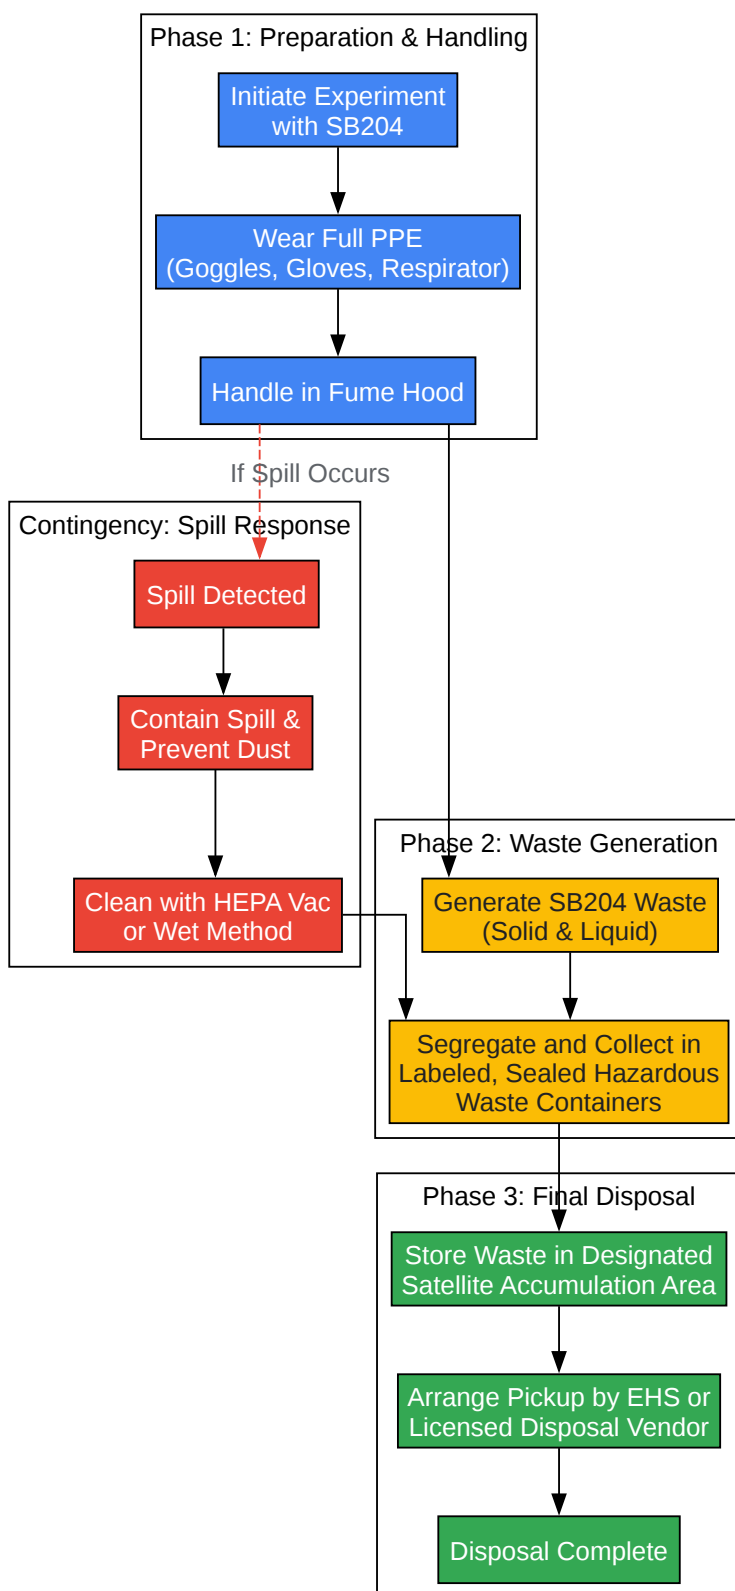 Phase 1: Preparation & Handling
Initiate Experiment
with SB204
Wear Full PPE
(Goggles, Gloves, Respirator)
Handle in Fume Hood
If Spill Occurs
Contingency: Spill Response
Spill Detected
Contain Spill &
Prevent Dust
Clean with HEPA Vac
or Wet Method
Phase 2: Waste Generation
Generate SB204 Waste
(Solid & Liquid)
Segregate and Collect in
Labeled, Sealed Hazardous
Waste Containers
Phase 3: Final Disposal
Store Waste in Designated
Satellite Accumulation Area
Arrange Pickup by EHS or
Licensed Disposal Vendor
Disposal Complete